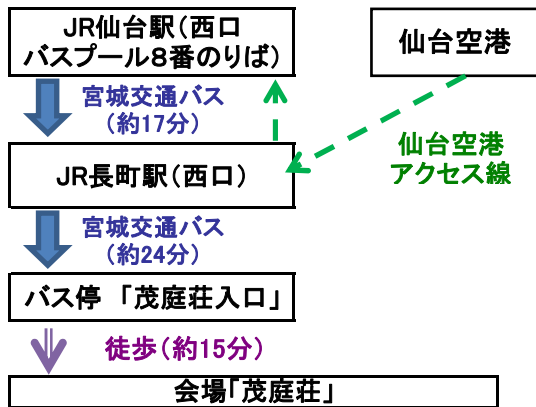 JR仙台駅（西口
バスプール８番のりば）
仙台空港
宮城交通バス
（約17分）
仙台空港
アクセス線
JR長町駅（西口）
宮城交通バス
（約24分）
バス停 「茂庭荘入口」
徒歩（約15分）
会場「茂庭荘」